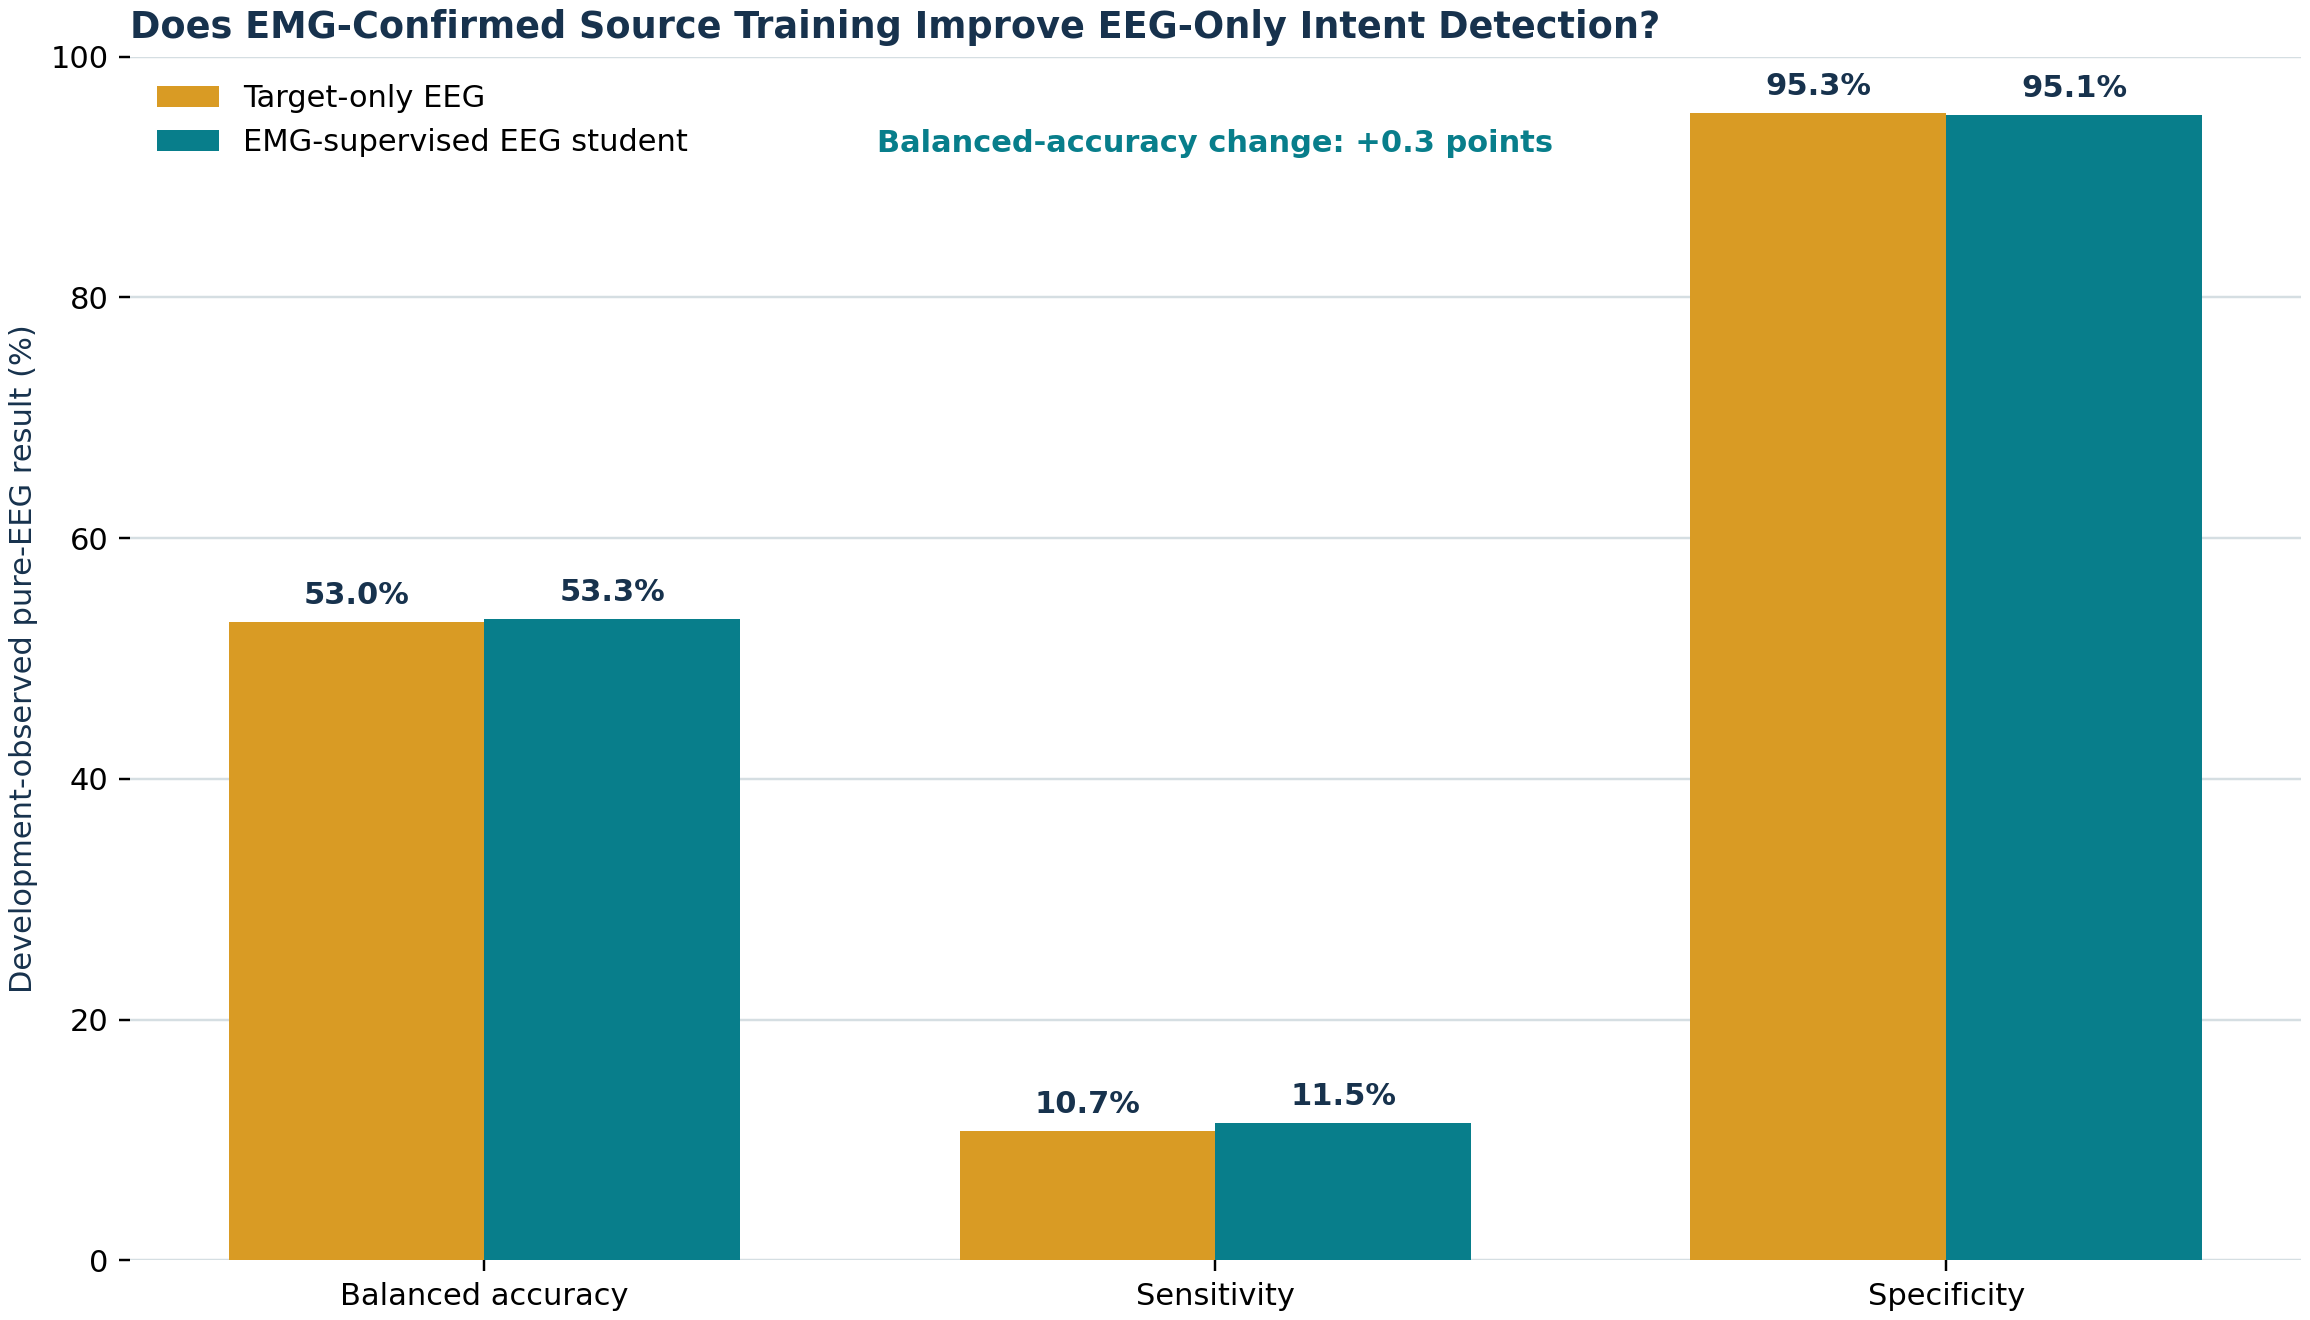 Does EMG-Confirmed Source Training Improve EEG-Only Intent Detection?
Target-only EEG
EMG-supervised EEG student
Balanced-accuracy change: +0.3 points
Development-observed pure-EEG result (%)
100
80
60
40
20
0
53.0%
53.3%
10.7%
11.5%
95.3%
95.1%
Balanced accuracy
Sensitivity
Specificity